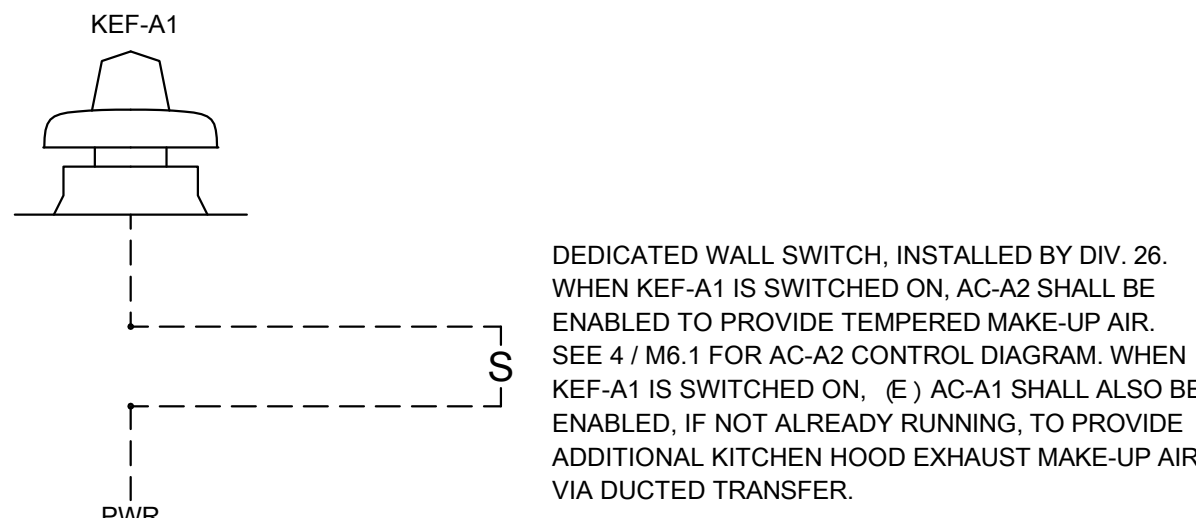 KEF-A1
DEDICATED WALL SWITCH, INSTALLED BY DIV. 26.
WHEN KEF-A1 IS SWITCHED ON, AC-A2 SHALL BE
ENABLED TO PROVIDE TEMPERED MAKE-UP AIR.
SEE 4 / M6.1 FOR AC-A2 CONTROL DIAGRAM. WHEN
S
KEF-A1 IS SWITCHED ON, (E) AC-A1 SHALL ALSO BE
ENABLED, IF NOT ALREADY RUNNING, TO PROVIDE
ADDITIONAL KITCHEN HOOD EXHAUST MAKE-UP AIR
VIA DUCTED TRANSFER.
PWR